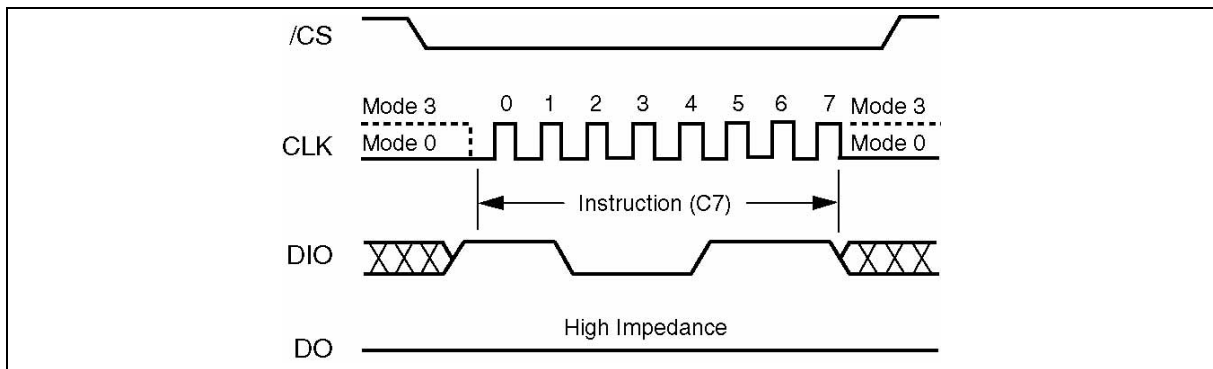 /CS
Mode 3 0 1 2 3 4 5 6 7 Mode 3
CLK Mode 0 Mode 0
Instruction (C7)
DIO
High Impedance
DO